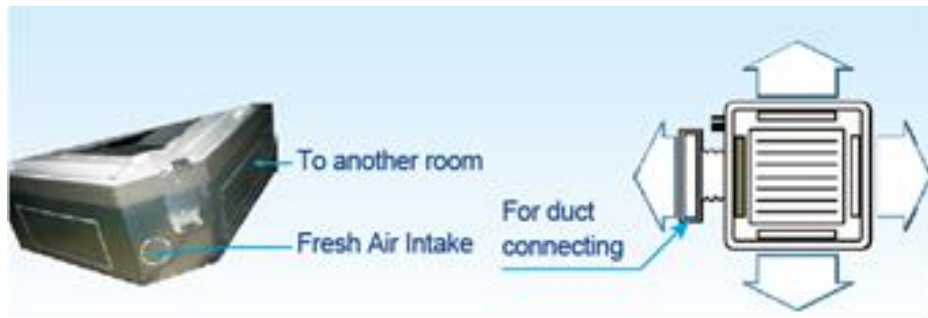 To another room
Fresh Air Intake
For duct
connecting